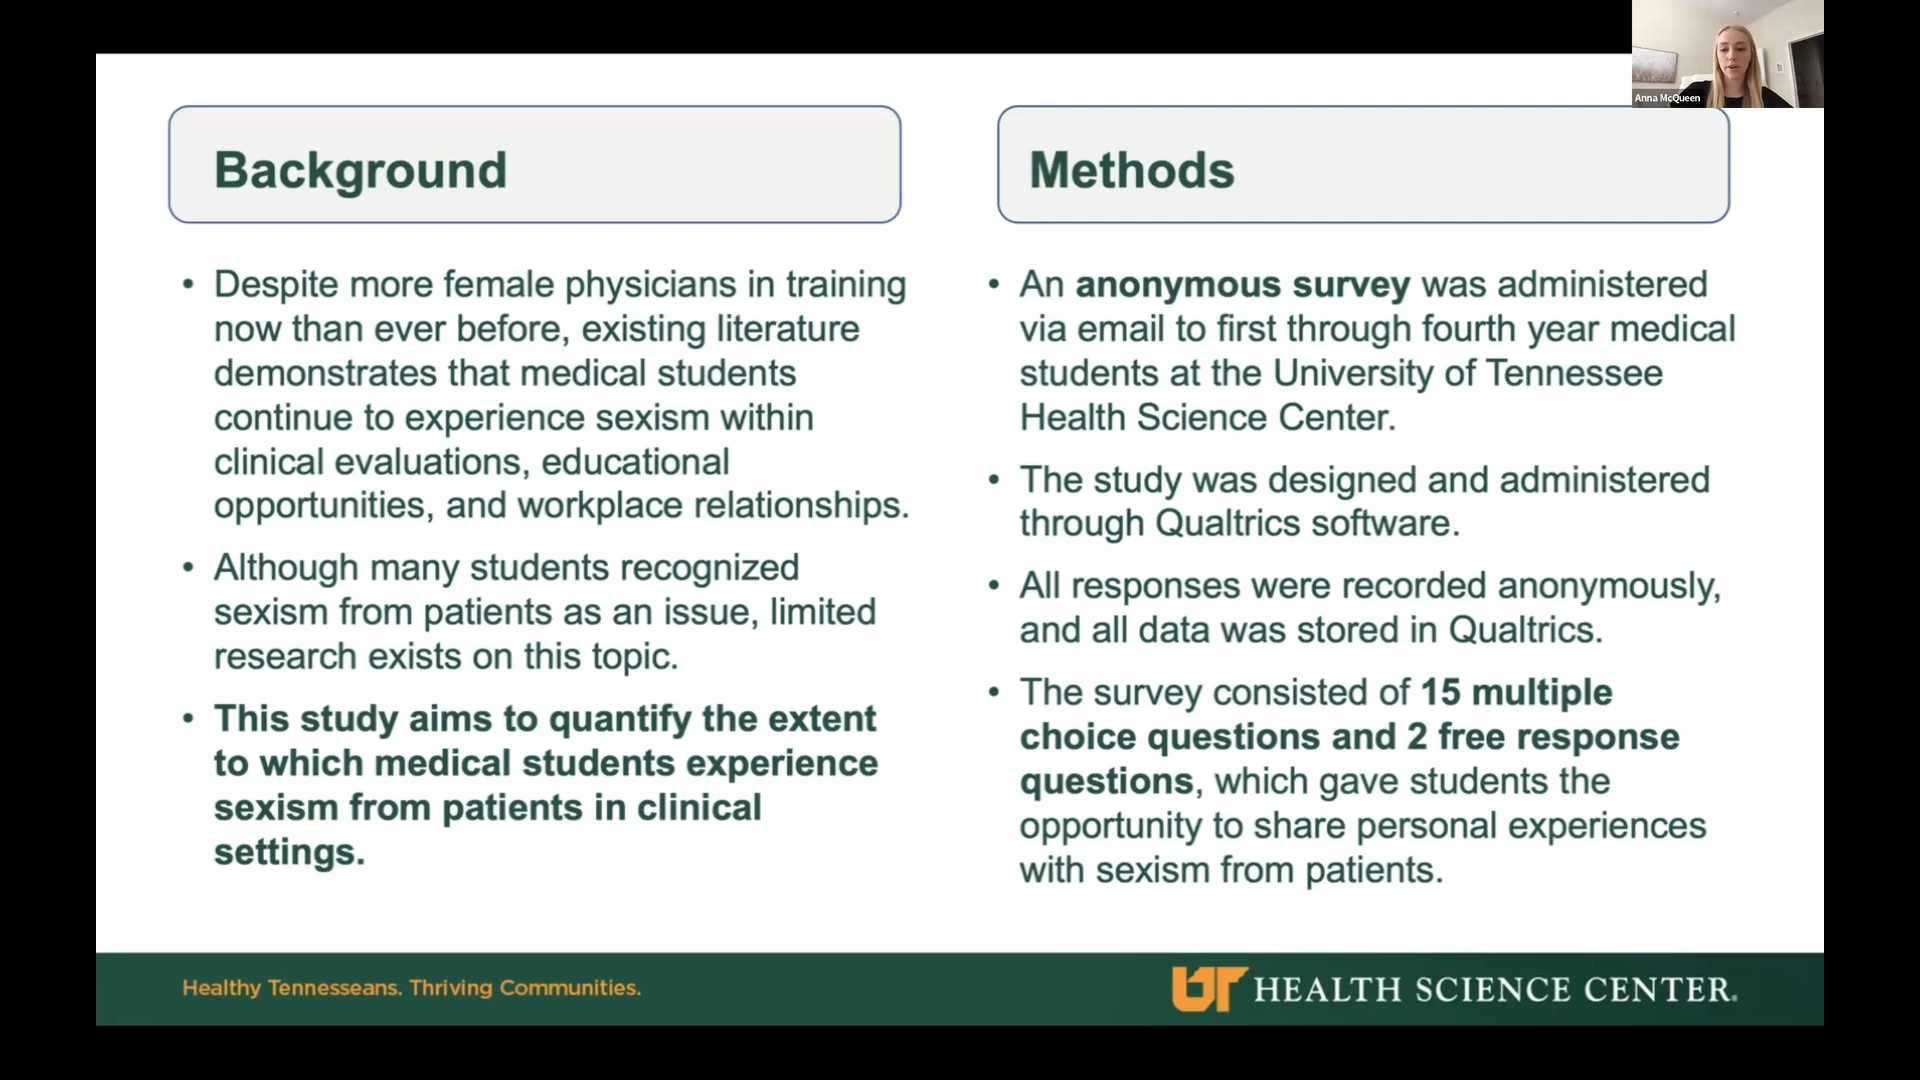 Anna McQueen
Background
• Despite more female physicians in training
now than ever before, existing literature
demonstrates that medical students
continue to experience sexism within
clinical evaluations, educational
opportunities, and workplace relationships.
• Although many students recognized
sexism from patients as an issue, limited
research exists on this topic.
• This study aims to quantify the extent
to which medical students experience
sexism from patients in clinical
settings.
Methods
• An anonymous survey was administered
via email to first through fourth year medical
students at the University of Tennessee
Health Science Center.
• The study was designed and administered
through Qualtrics software.
• All responses were recorded anonymously,
and all data was stored in Qualtrics.
• The survey consisted of 15 multiple
choice questions and 2 free response
questions, which gave students the
opportunity to share personal experiences
with sexism from patients.
Healthy Tennesseans. Thriving Communities.
UT HEALTH SCIENCE CENTER.